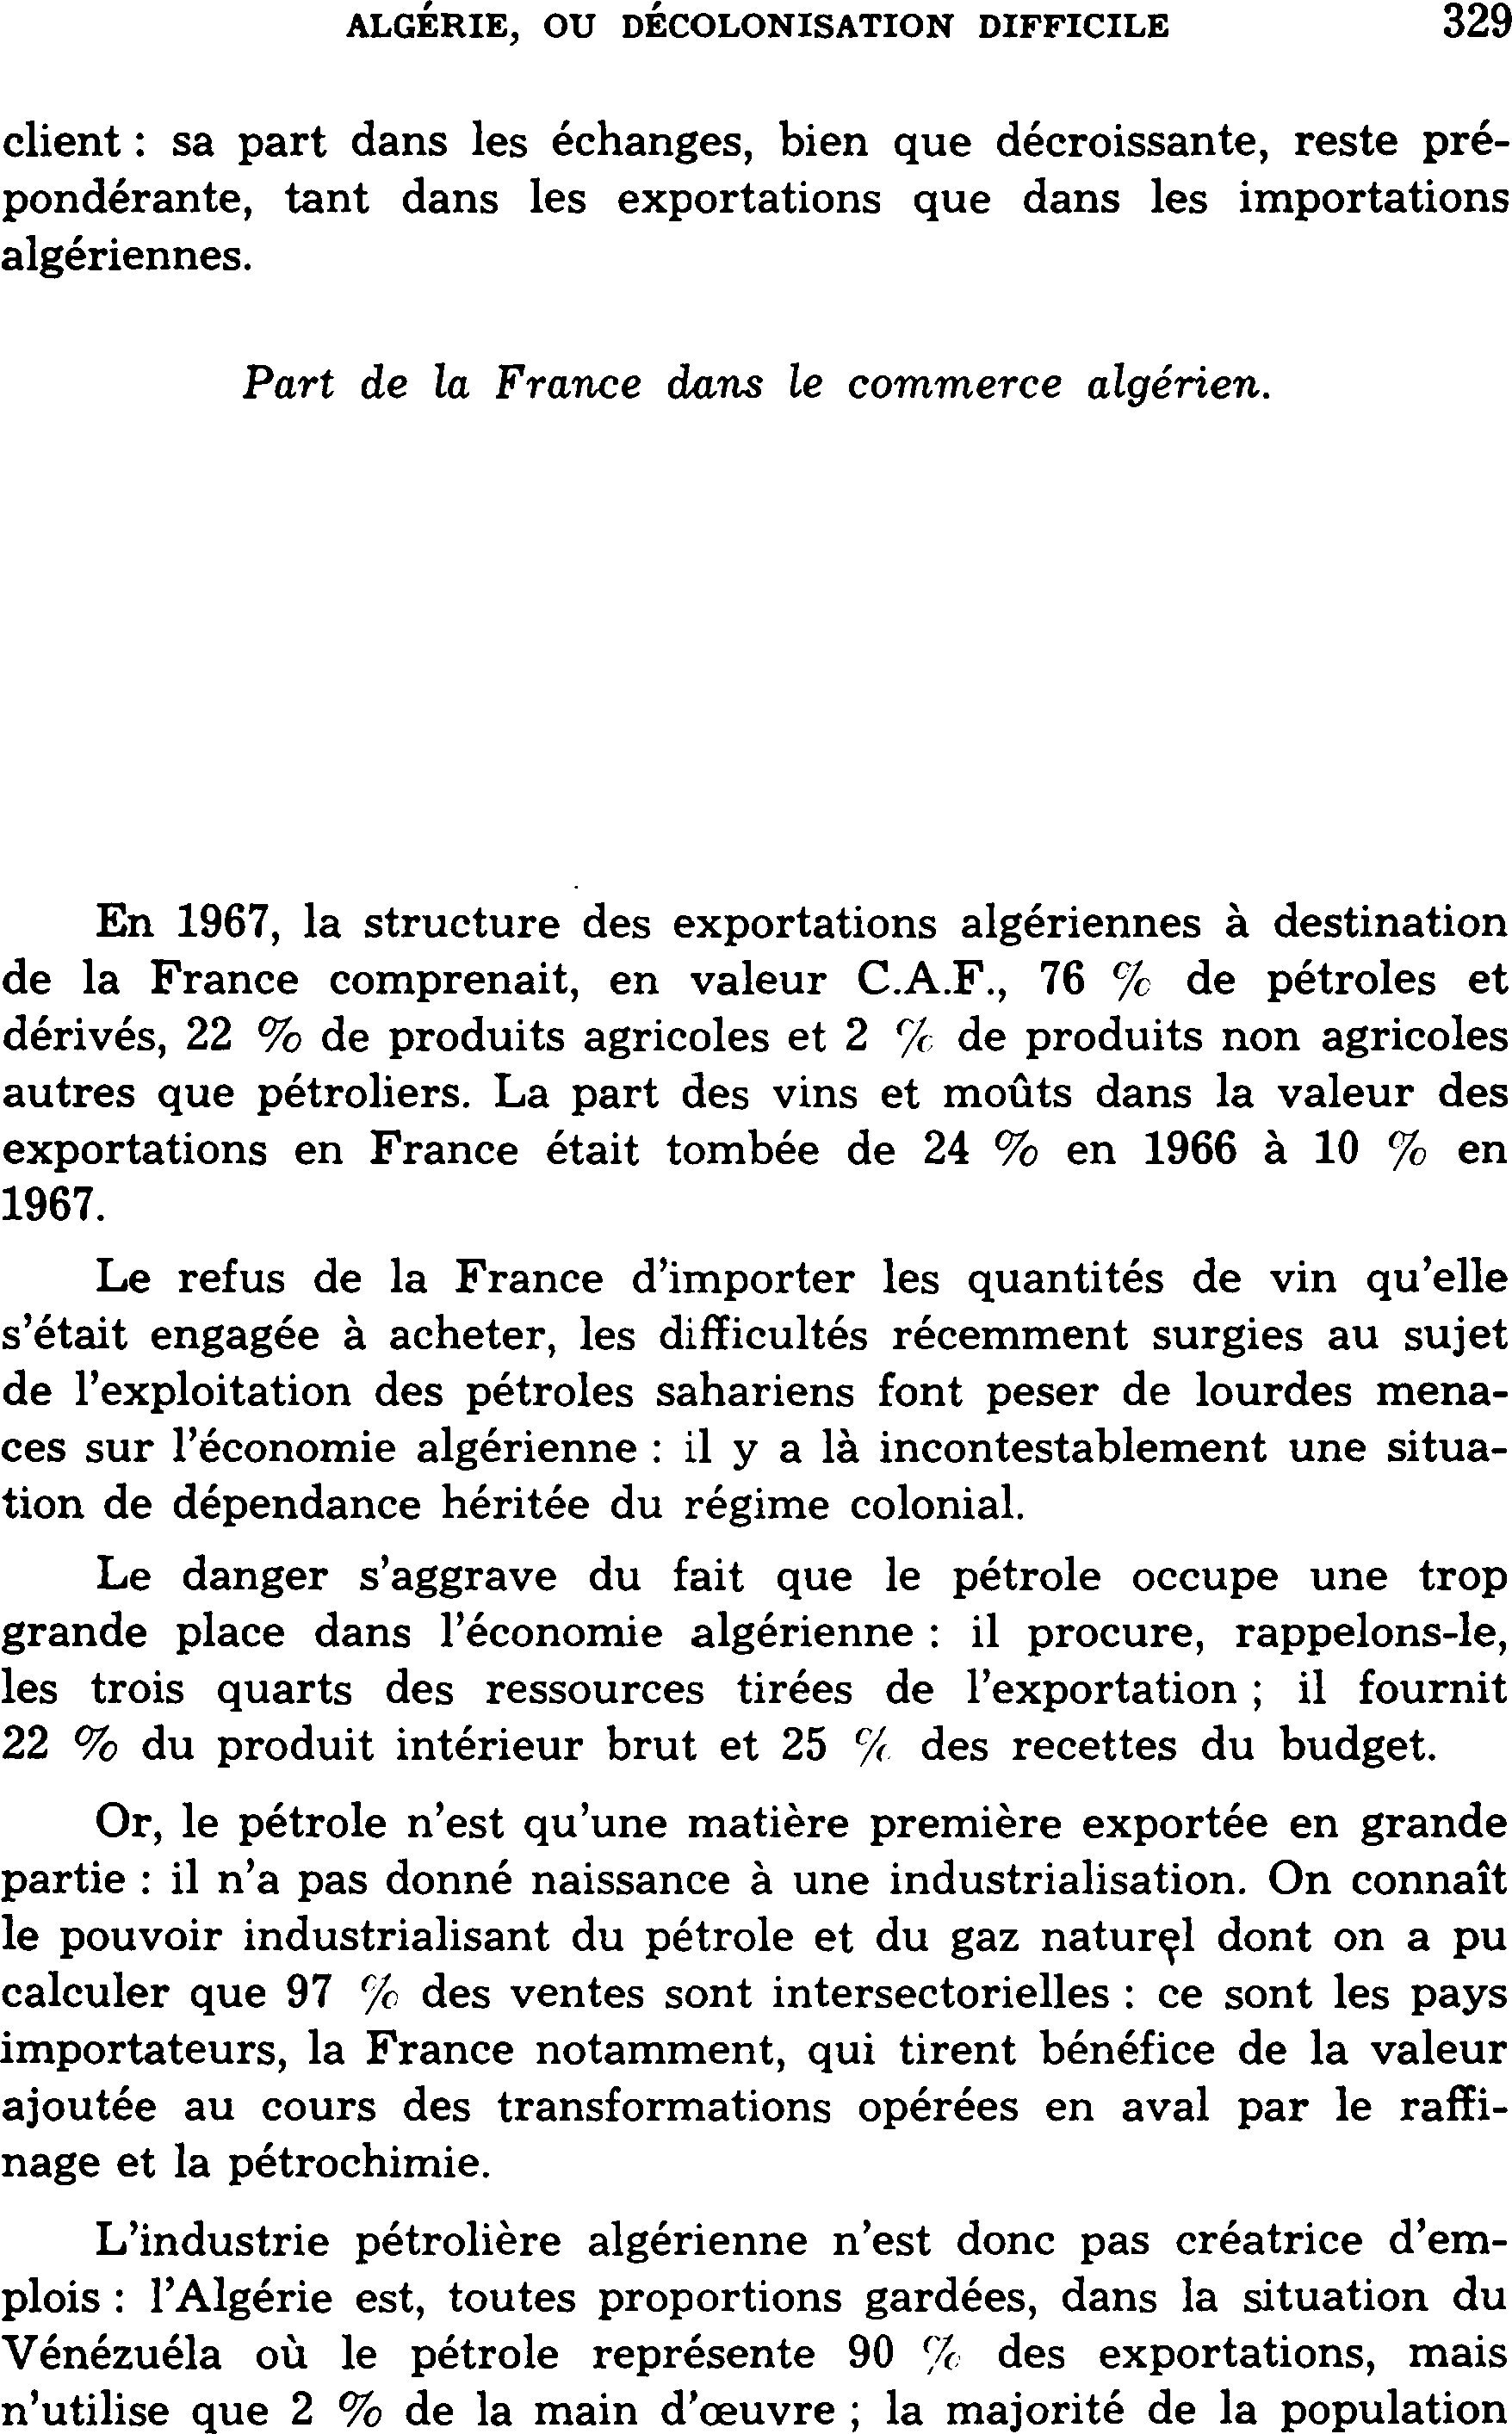 ALGÉRIE, OU DÉCOLONISATION DIFFICILE 329
client : sa part dans les échanges, bien que décroissante, reste pré-
pondérante, tant dans les exportations que dans les importations
algériennes.
Part de la France dans le commerce algérien.
En 1967, la structure des exportations algériennes à destination
de la France comprenait, en valeur C.A.F., 76 % de pétroles et
dérivés, 22 % de produits agricoles et 2 % de produits non agricoles
autres que pétroliers. La part des vins et moûts dans la valeur des
exportations en France était tombée de 24 % en 1966 à 10 % en
1967.
Le refus de la France d'importer les quantités de vin qu'elle
s'était engagée à acheter, les difficultés récemment surgies au sujet
de l'exploitation des pétroles sahariens font peser de lourdes mena-
ces sur l'économie algérienne : il y a là incontestablement une situa-
tion de dépendance héritée du régime colonial.
Le danger s'aggrave du fait que le pétrole occupe une trop
grande place dans l'économie algérienne : il procure, rappelons-le,
les trois quarts des ressources tirées de l'exportation ; il fournit
22 % du produit intérieur brut et 25 % des recettes du budget.
Or, le pétrole n'est qu'une matière première exportée en grande
partie : il n'a pas donné naissance à une industrialisation. On connaît
le pouvoir industrialisant du pétrole et du gaz naturel dont on a pu
calculer que 97 % des ventes sont intersectorielles : ce sont les pays
importateurs, la France notamment, qui tirent bénéfice de la valeur
ajoutée au cours des transformations opérées en aval par le raffi-
nage et la pétrochimie.
L'industrie pétrolière algérienne n'est donc pas créatrice d'em-
plois : l'Algérie est, toutes proportions gardées, dans la situation du
Vénézuéla où le pétrole représente 90 % des exportations, mais
n'utilise que 2 % de la main d'œuvre ; la majorité de la population